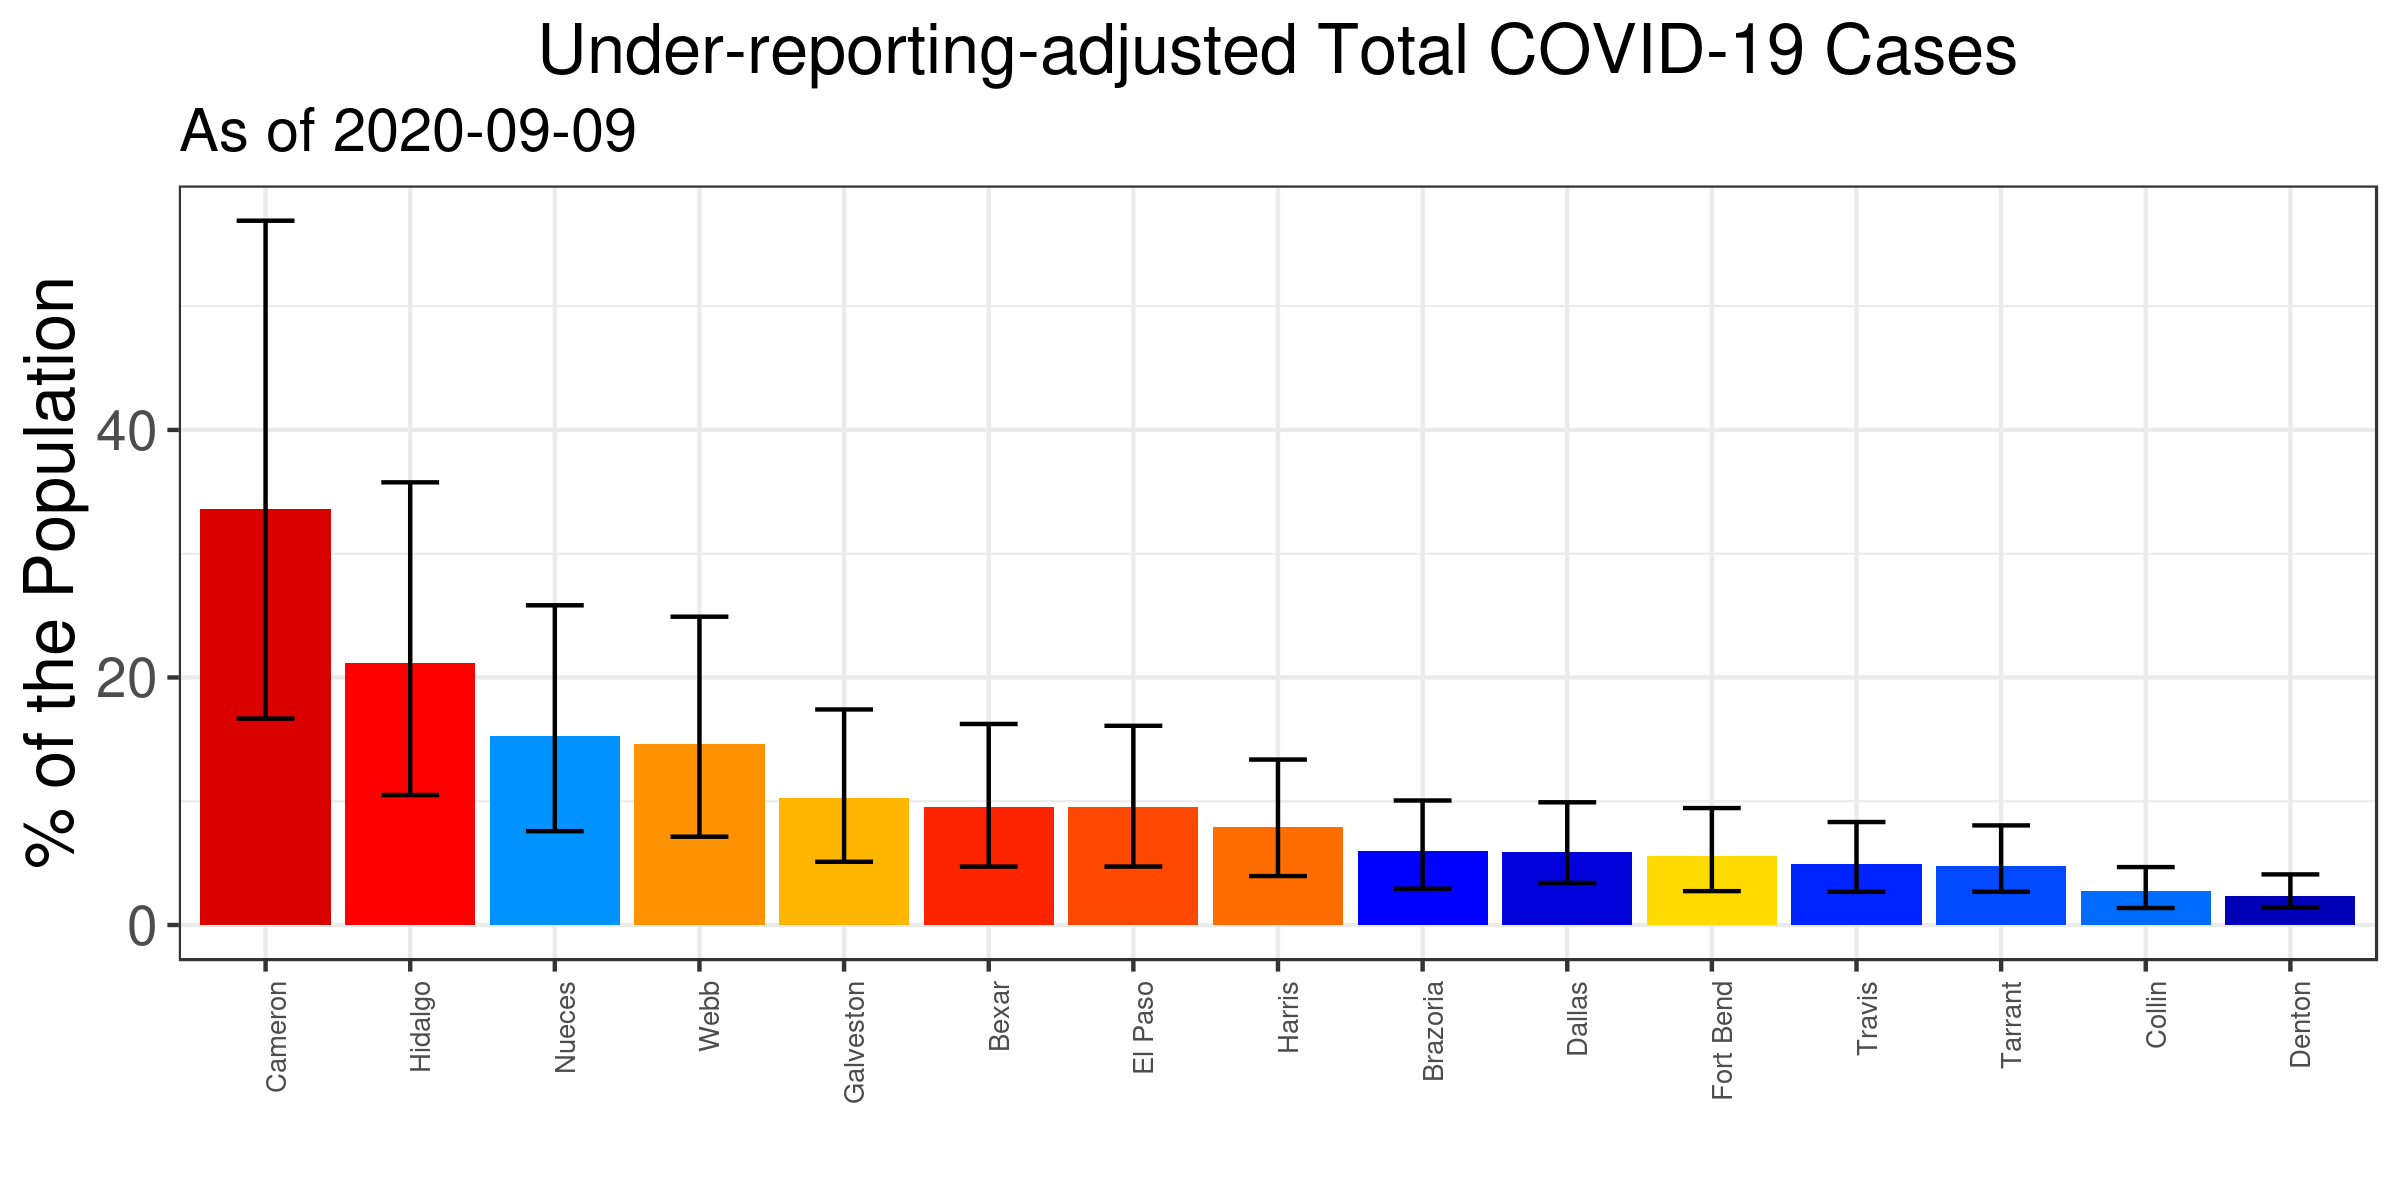 Under-reporting-adjusted Total COVID-19 Cases
As of 2020-09-09
% of the Population
40
20
0
Cameron
Hidalgo
Nueces
Webb
Galveston
Bexar
El Paso
Harris
Brazoria
Dallas
Fort Bend
Travis
Tarrant
Collin
Denton